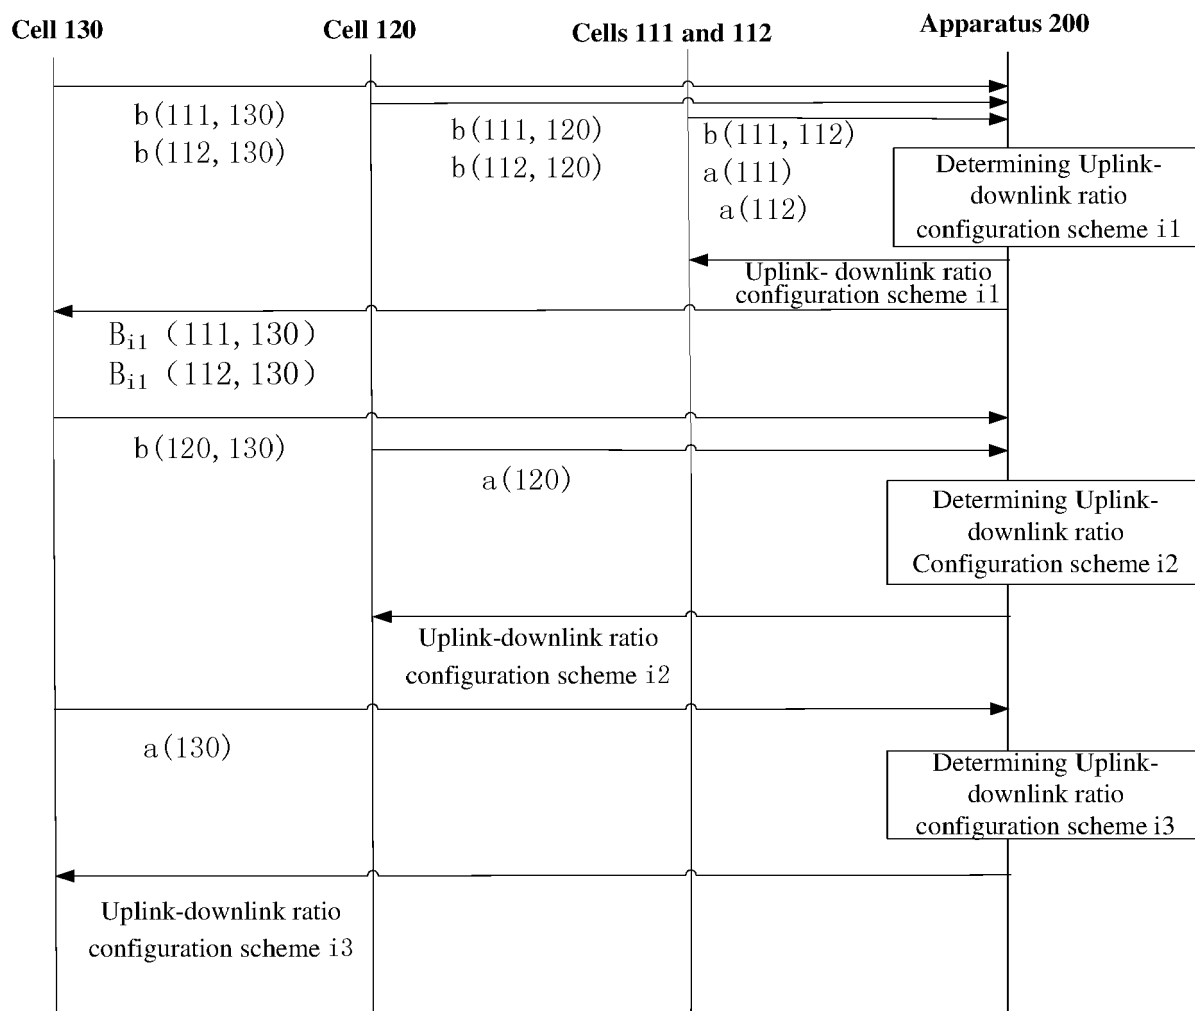 Cell 130
Cell 120
Cells 111 and 112
Apparatus 200
b(111, 130)
b(112, 130)
b(111, 120)
b(112, 120)
b(111, 112)
a(111)
a(112)
Determining Uplink-
downlink ratio
configuration scheme i1
Uplink- downlink ratio
configuration scheme i1
Bi1 (111, 130)
Bi1 (112, 130)
b(120, 130)
a(120)
Determining Uplink-
downlink ratio
Configuration scheme i2
Uplink-downlink ratio
configuration scheme i2
a(130)
Determining Uplink-
downlink ratio
configuration scheme i3
Uplink-downlink ratio
configuration scheme i3